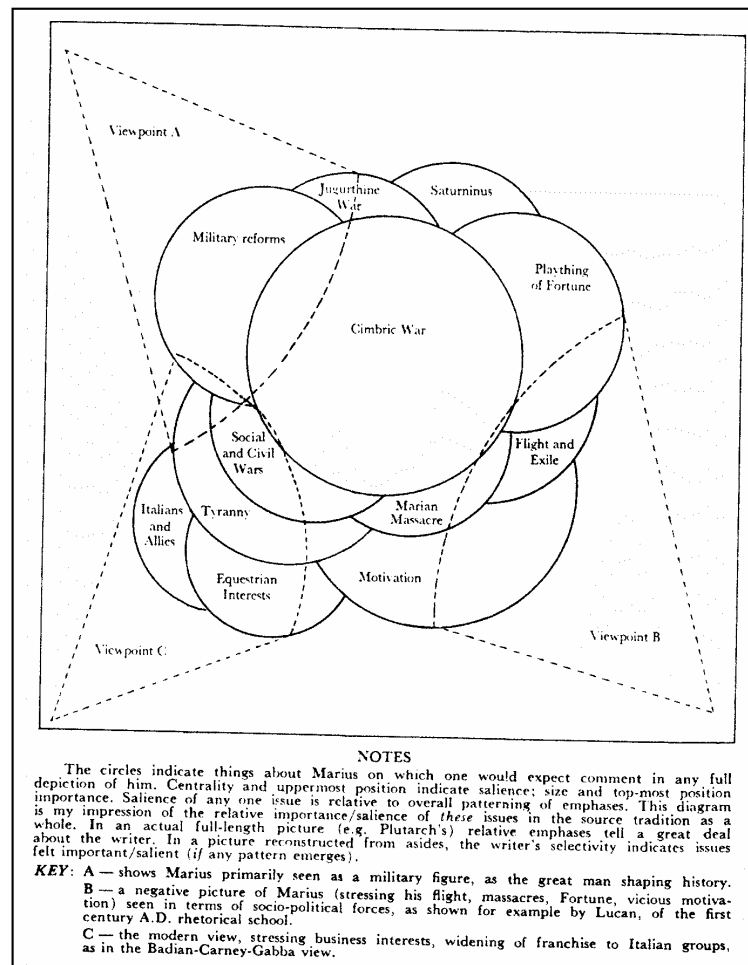 Viewpoint A
Jugurthine
War
Saturninus
Military reforms
Plaything
of Fortune
Cimbric War
Social
and Civil
Wars
Flight and
Exile
Italians
and
Allies
Tyranny
Marian
Massacre
Equestrian
Interests
Motivation
Viewpoint C
Viewpoint B
NOTES
The circles indicate things about Marius on which one would expect comment in any full
depiction of him. Centrality and uppermost position indicate salience; size and top-most position
importance. Salience of any one issue is relative to overall patterning of emphases. This diagram
is my impression of the relative importance/salience of these issues in the source tradition as a
whole. In an actual full-length picture (e.g. Plutarch's) relative emphases tell a great deal
about the writer. In a picture reconstructed from asides, the writer's selectivity indicates issues
felt important/salient (if any pattern emerges).
KEY: A — shows Marius primarily seen as a military figure, as the great man shaping history.
B — a negative picture of Marius (stressing his flight, massacres, Fortune, vicious motiva-
tion) seen in terms of socio-political forces, as shown for example by Lucan, of the first
century A.D. rhetorical school.
C — the modern view, stressing business interests, widening of franchise to Italian groups,
as in the Badian-Carney-Gabba view.